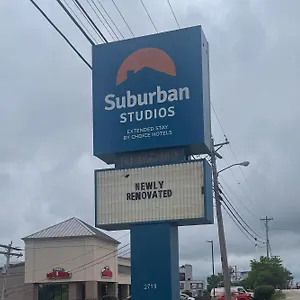 Suburban
STUDIOS
EXTENDED STAY
BY CHOICE HOTELS
NEWLY
RENOVATED